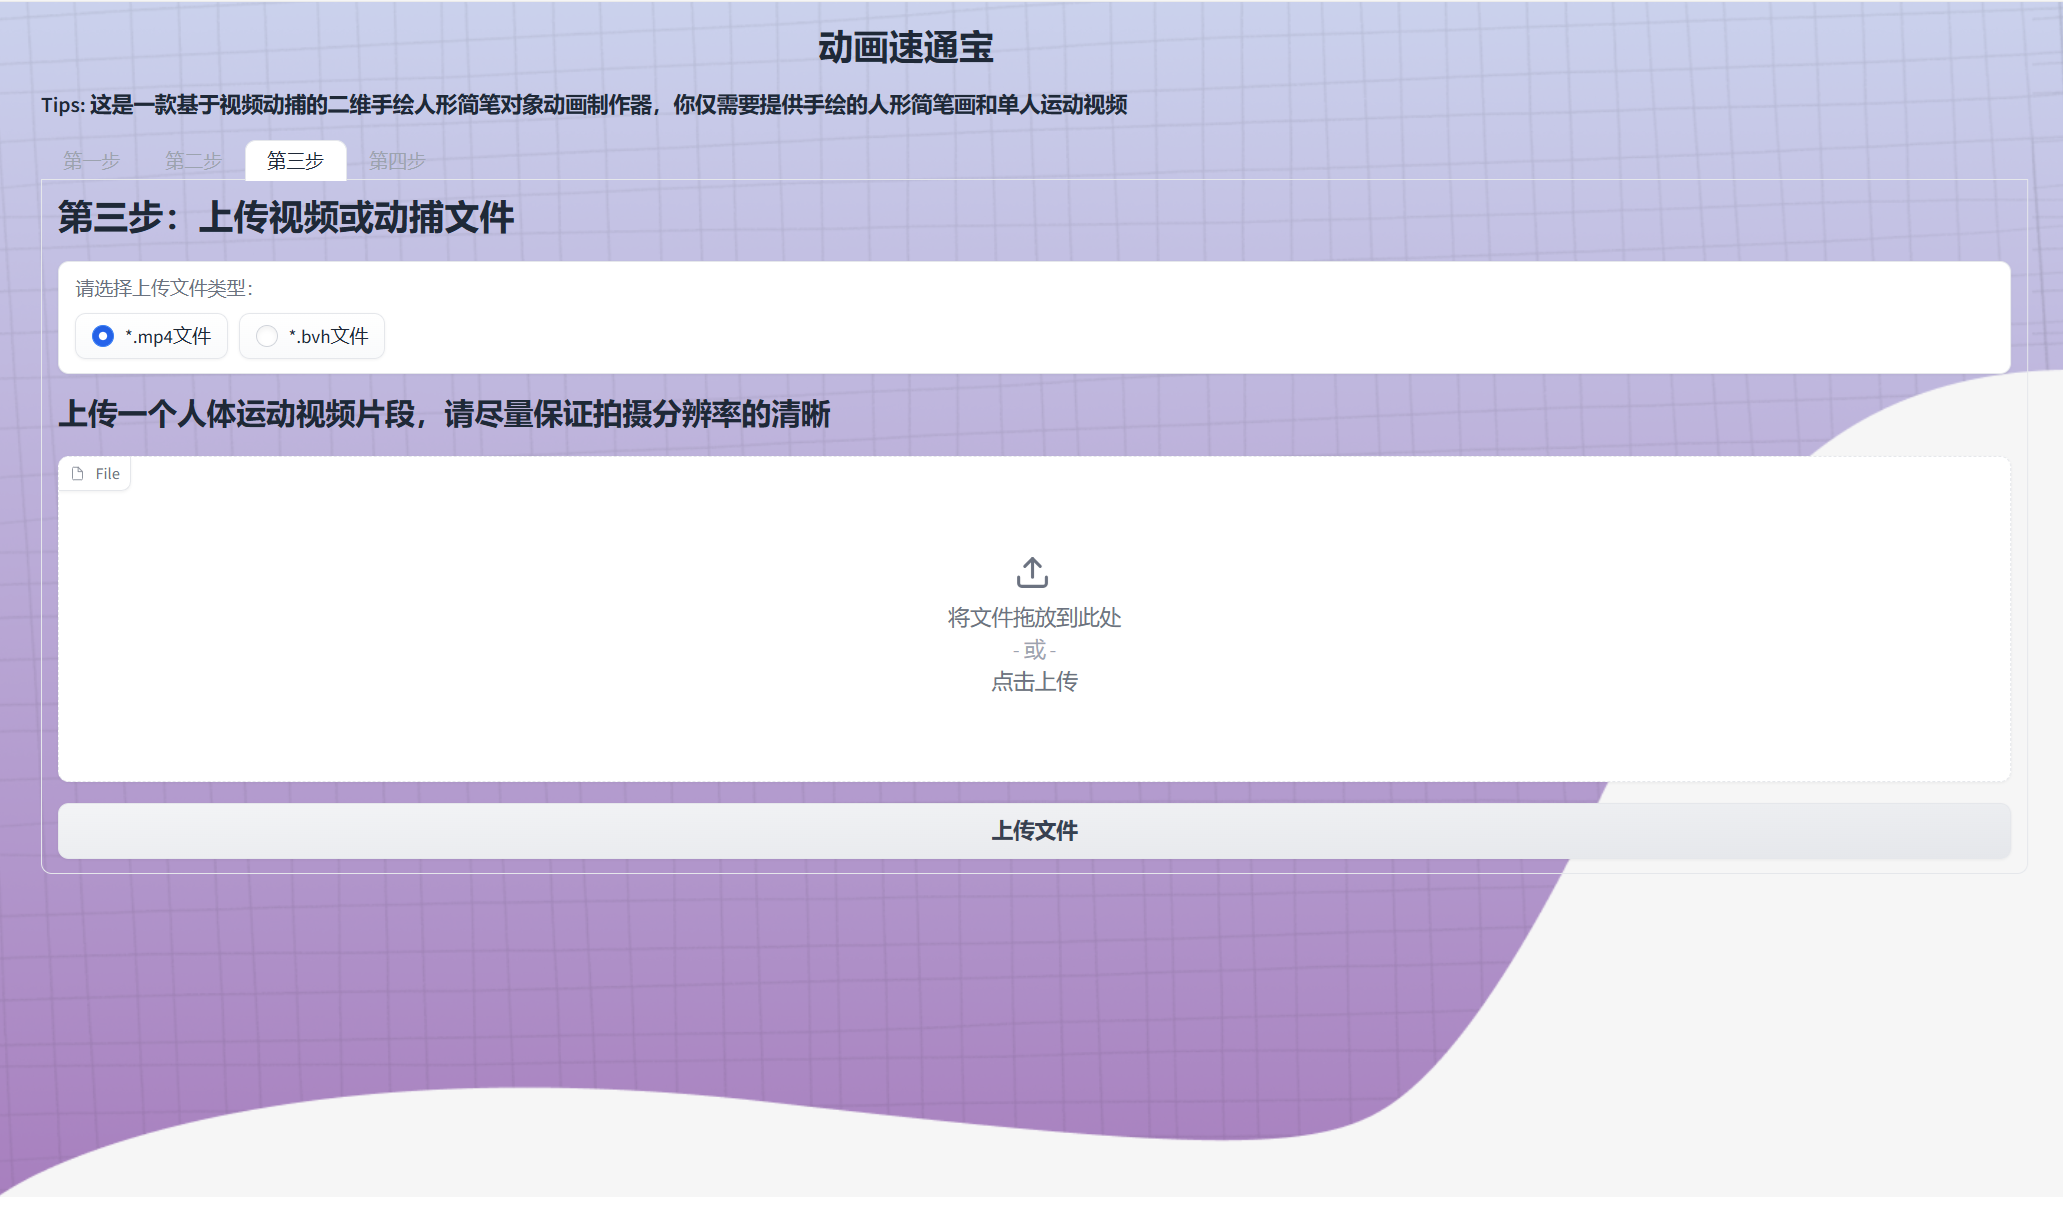 动画速通宝
Tips: 这是一款基于视频动捕的二维手绘人形简笔对象动画制作器，你仅需要提供手绘的人形简笔画和单人运动视频
第一步 第二步 第三步 第四步
第三步：上传视频或动捕文件
请选择上传文件类型：
*.mp4文件 *.bvh文件
上传一个人体运动视频片段，请尽量保证拍摄分辨率的清晰
File
将文件拖放到此处
- 或 -
点击上传
上传文件